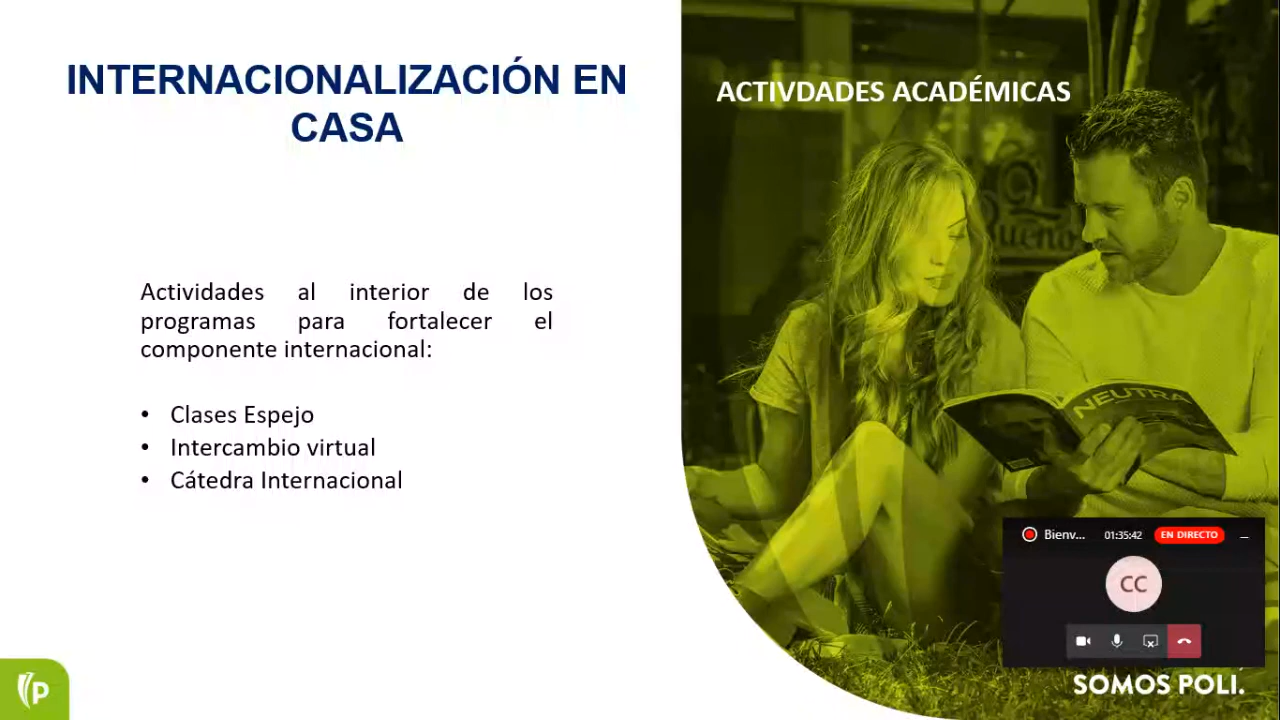 INTERNACIONALIZACIÓN EN
CASA
Actividades al interior de los
programas para fortalecer el
componente internacional:
• Clases Espejo
• Intercambio virtual
• Cátedra Internacional
ACTIVDADES ACADÉMICAS
Bueno
NEUTRA
Bienv... 01:35:42 EN DIRECTO
CC
SOMOS POLI.
p